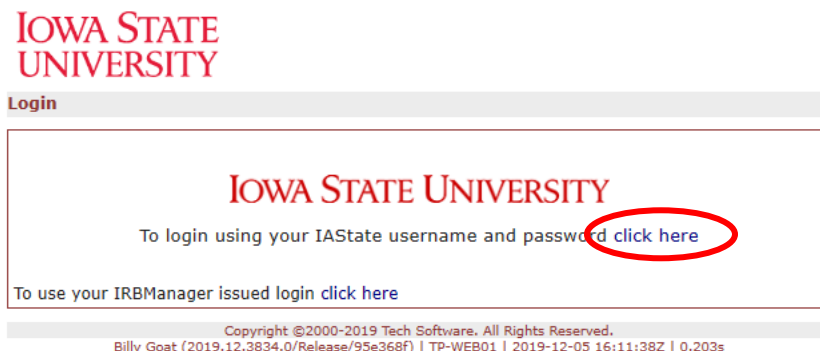 IOWA STATE
UNIVERSITY
Login
IOWA STATE UNIVERSITY
To login using your IAState username and password click here
To use your IRBManager issued login click here
Copyright ©2000-2019 Tech Software. All Rights Reserved.
Billy Goat (2019.12.3834.0/Release/95e368f) | TP-WEB01 | 2019-12-05 16:11:38Z | 0.203s